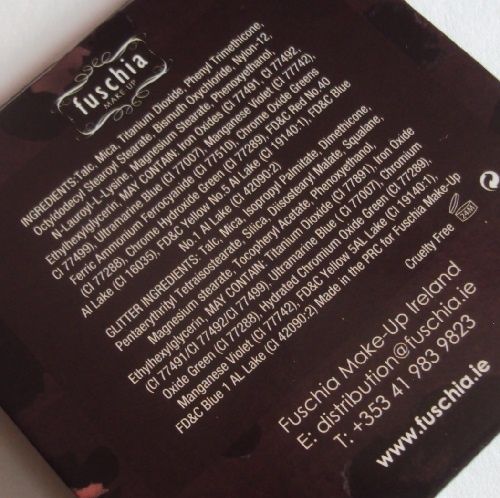 fuschia
MAKE UP
INGREDIENTS: Talc, Mica, Titanium Dioxide, Phenyl Trimethicone,
Octyldodecyl Stearoyl Stearate, Bismuth Oxychloride, Nylon-12,
N-Lauroyl-L-Lysine, Magnesium Stearate, Phenoxyethanol,
Ethylhexylglycerin, MAY CONTAIN: Iron Oxides (CI 77491, CI 77492,
CI 77499), Ultramarine Blue (CI 77007), Manganese Violet (CI 77742),
Ferric Ammonium Ferrocyanide (CI 77510), Chrome Oxide Greens
(CI 77288), Chrome Hydroxide Green (CI 77289), FD&C Red No.40
Al Lake (CI 16035), FD&C Yellow No.5 Al Lake (CI 19140:1), FD&C Blue
No.1 Al Lake (CI 42090:2)
GLITTER INGREDIENTS: Talc, Mica, Isopropyl Palmitate, Dimethicone,
Pentaerythrityl Tetraisostearate, Silica, Diisostearyl Malate, Squalane,
Magnesium stearate, Tocopheryl Acetate, Phenoxyethanol,
Ethylhexylglycerin, MAY CONTAIN: Titanium Dioxide (CI 77891), Iron Oxide
(CI 77491/CI 77492/CI 77499), Ultramarine Blue (CI 77007), Chromium
Oxide Green (CI 77288), hydrated Chromium Oxide Green (CI 77289),
Manganese Violet (CI 77742), FD&C Yellow 5AL Lake (CI 19140:1),
FD&C Blue 1 AL Lake (CI 42090:2) Made in the PRC for Fuschia Make-Up
Cruelty Free
24M
Fuschia Make-Up Ireland
E: distribution@fuschia.ie
T: +353 41 983 9823
www.fuschia.ie